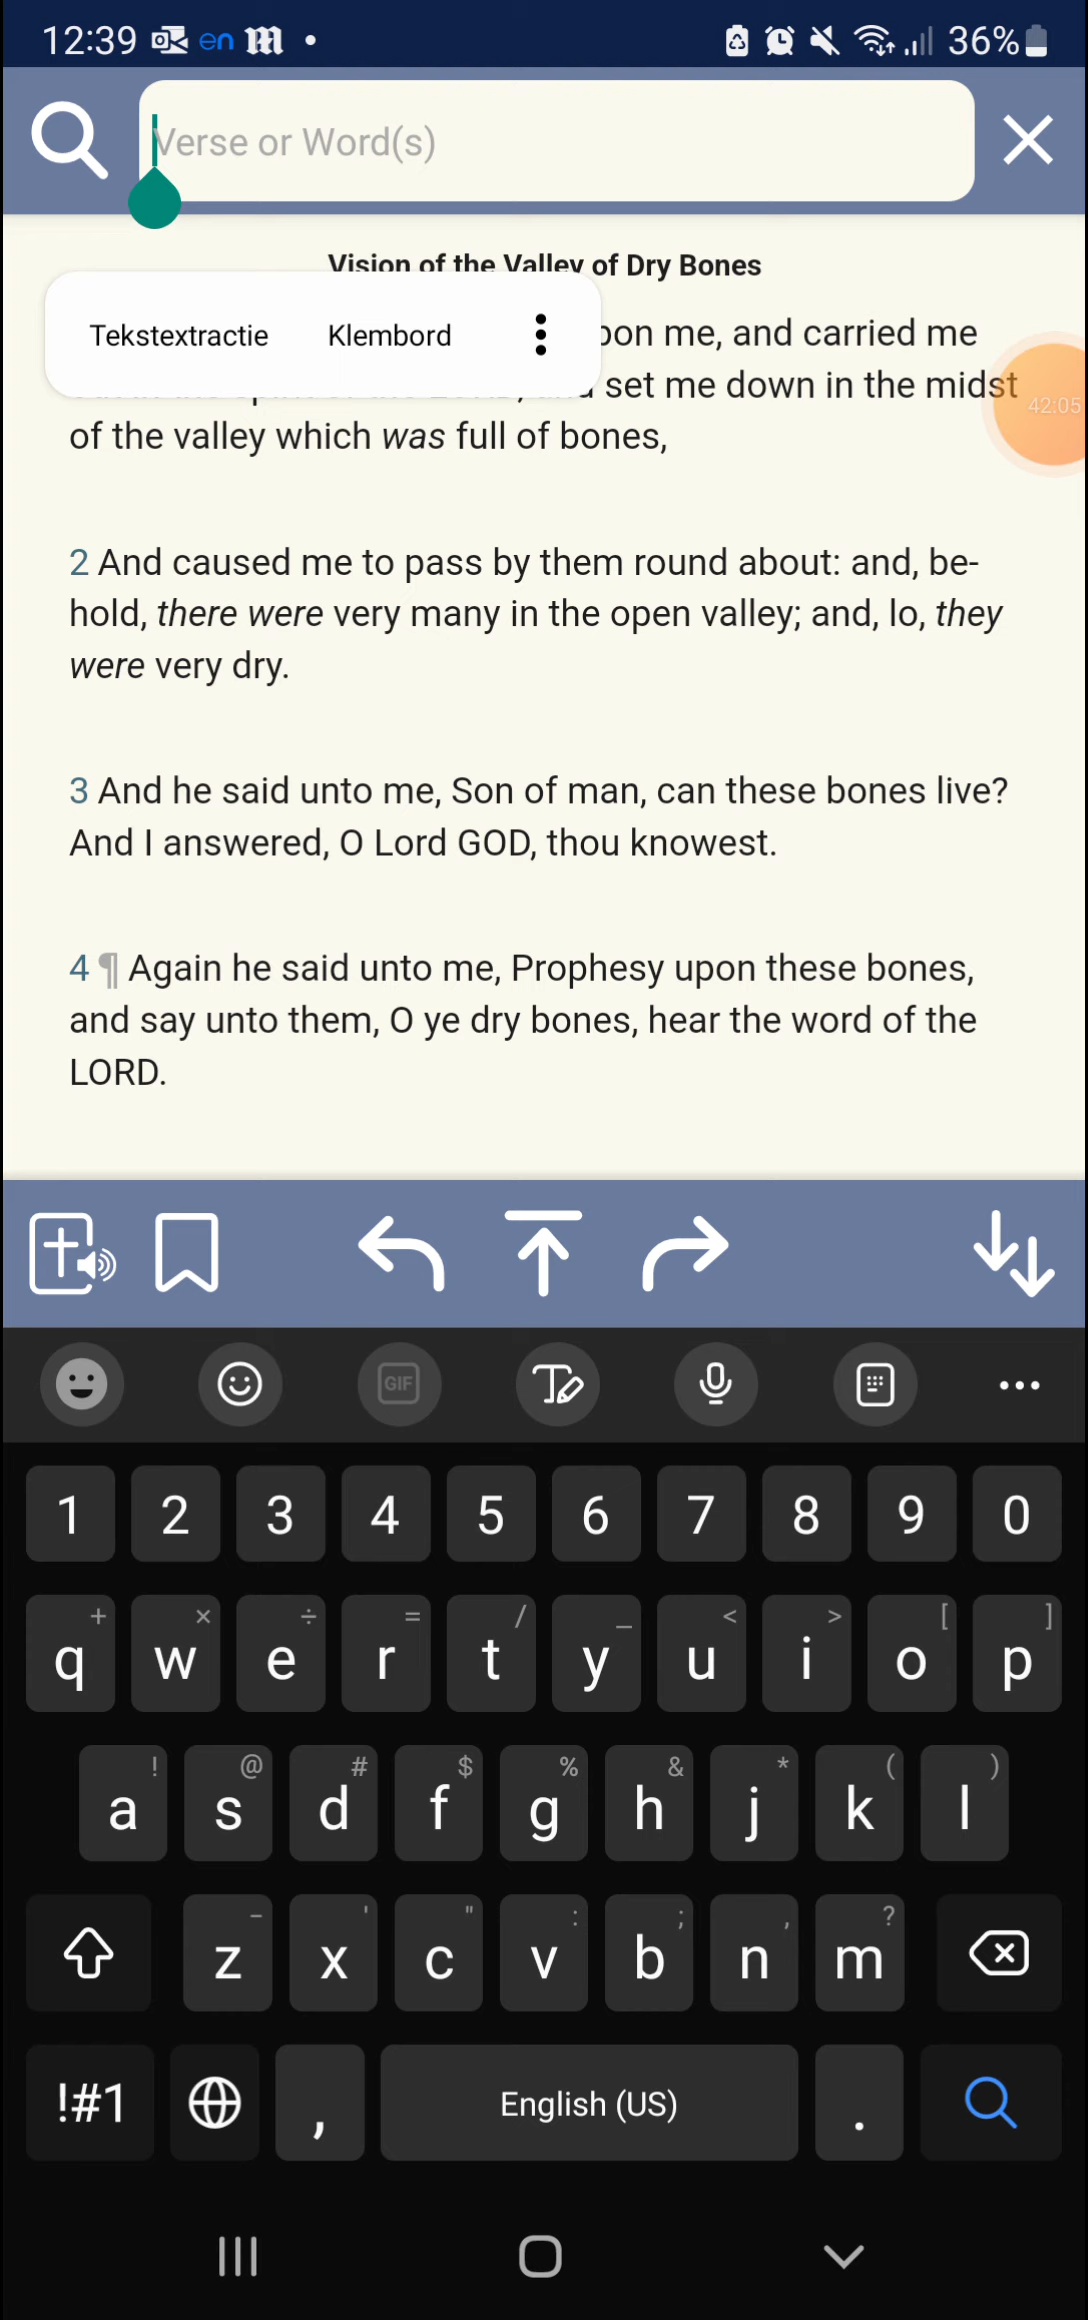 12:39 en 36%
Verse or Word(s)
Vision of the Valley of Dry Bones
Tekstextractie Klembord
upon me, and carried me
set me down in the midst
42:05
of the valley which was full of bones,
2 And caused me to pass by them round about: and, be-
hold, there were very many in the open valley; and, lo, they
were very dry.
3 And he said unto me, Son of man, can these bones live?
And I answered, O Lord GOD, thou knowest.
4 ¶ Again he said unto me, Prophesy upon these bones,
and say unto them, O ye dry bones, hear the word of the
LORD.
GIF
1 2 3 4 5 6 7 8 9 0
+ × ÷ = / _ < > [ ]
q w e r t y u i o p
! @ # $ % & * ( )
a s d f g h j k l
- ' " : ; , ?
z x c v b n m
!#1 , English (US) .